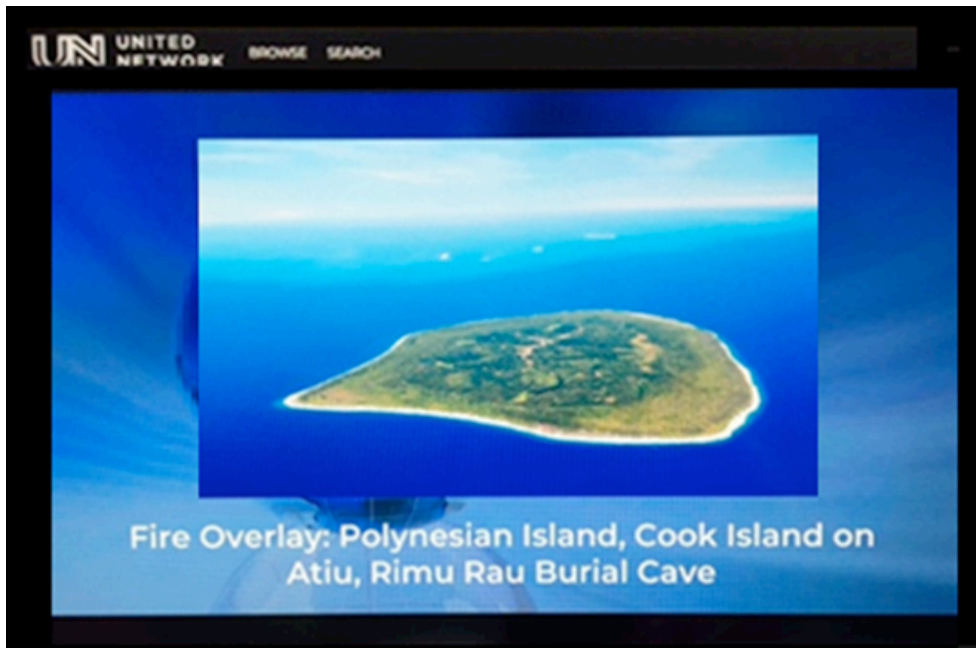 UN UNITED
NETWORK
BROWSE SEARCH
Fire Overlay: Polynesian Island, Cook Island on
Atiu, Rimu Rau Burial Cave